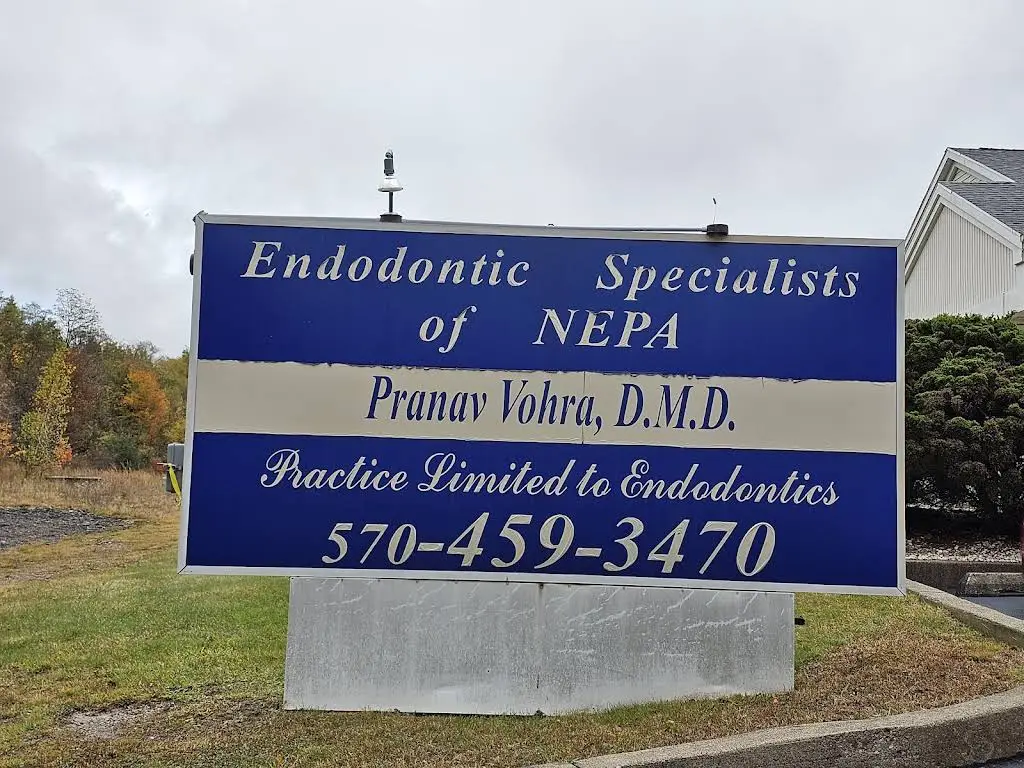 Endodontic Specialists
of NEPA
Pranav Vohra, D.M.D.
Practice Limited to Endodontics
570-459-3470